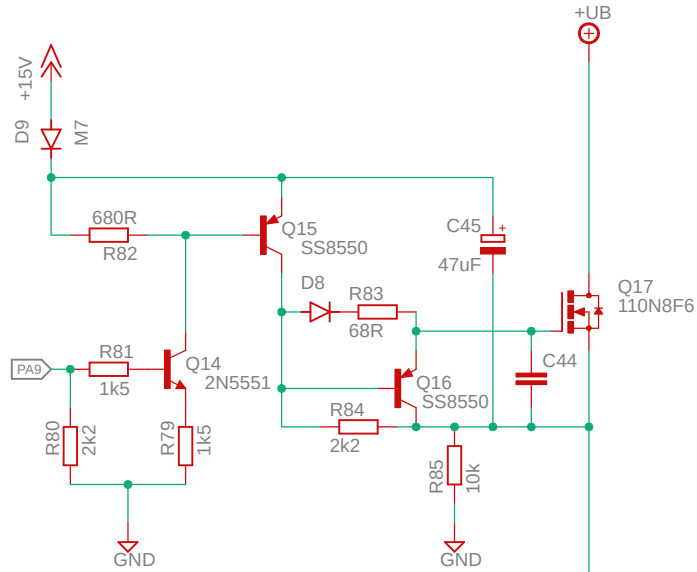 +UB
+15V
D9
M7
680R
R82
Q15
SS8550
C45
+
47uF
D8
R83
68R
Q17
110N8F6
PA9
R81
1k5
Q14
2N5551
C44
Q16
SS8550
R80
2k2
R79
1k5
R84
2k2
R85
10k
GND
GND